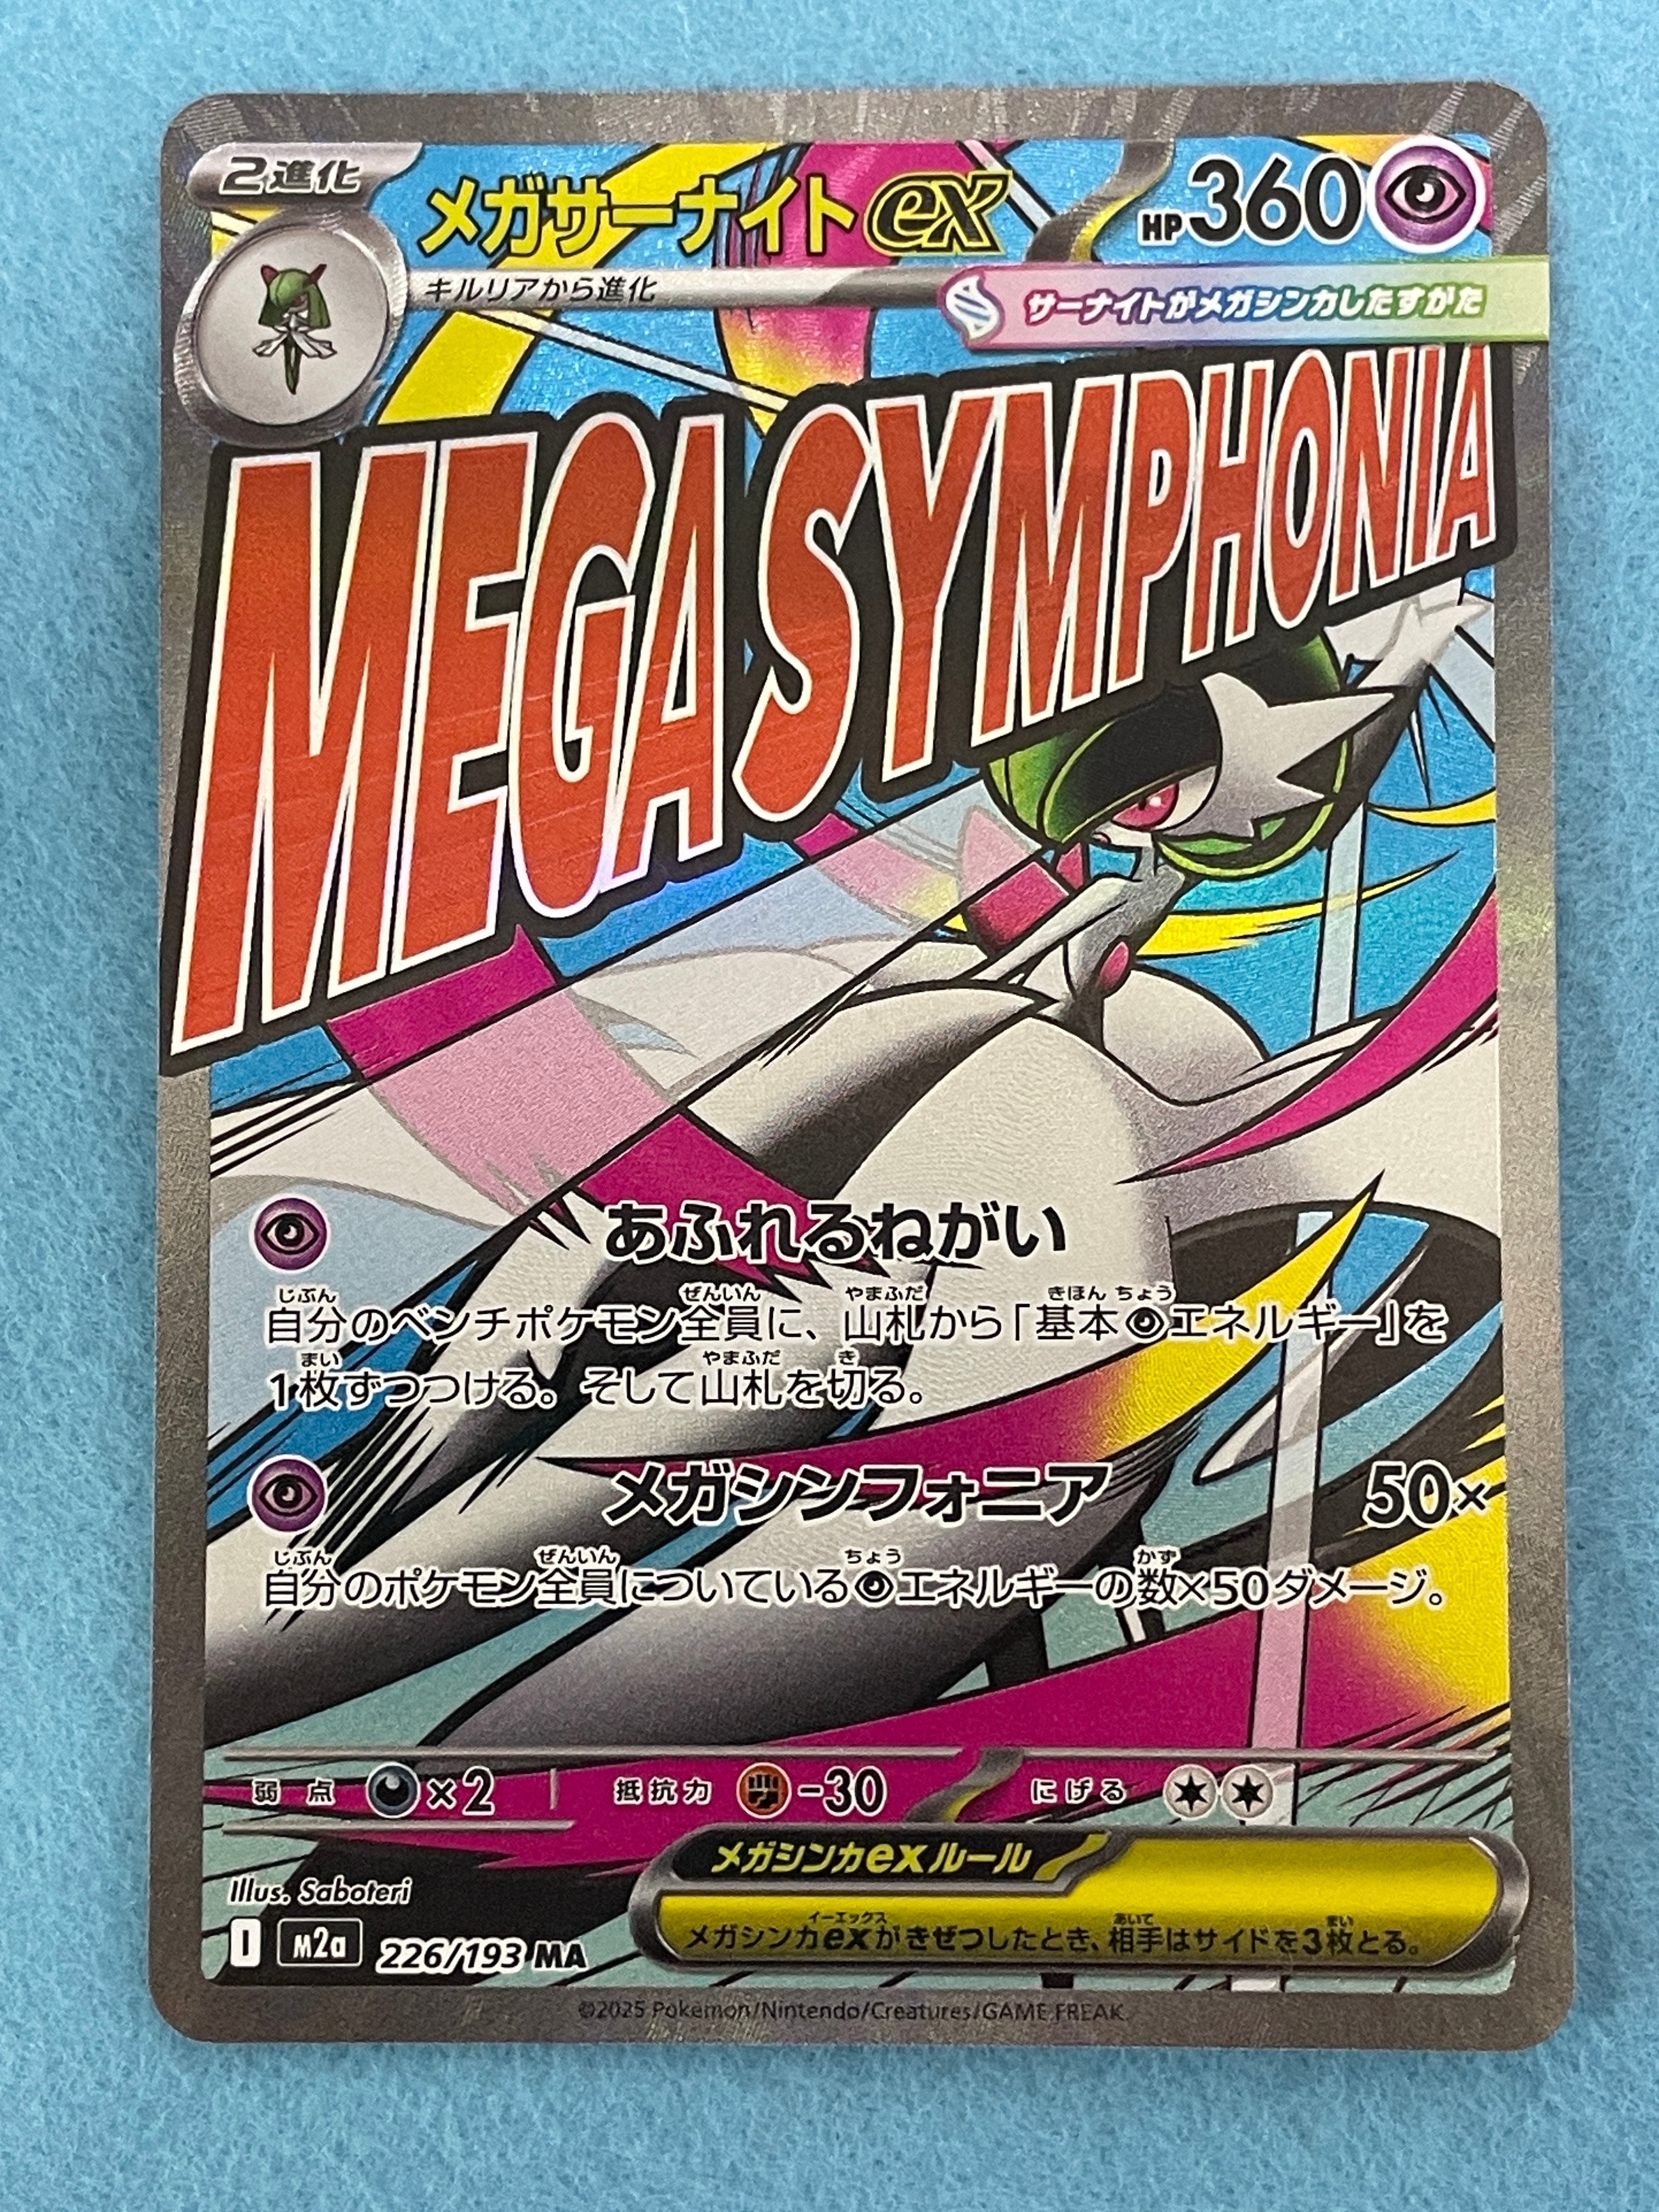 2進化
メガサーナイトex
HP360
キルリアから進化
サーナイトがメガシンカしたすがた
MEGA SYMPHONIA
あふれるねがい
じぶん ぜんいん やまふだ きほん ちょう
自分のベンチポケモン全員に、山札から「基本エネルギー」を
まい やまふだ き
1枚ずつつける。そして山札を切る。
メガシンフォニア 50×
じぶん ぜんいん ちょう かず
自分のポケモン全員についているエネルギーの数×50ダメージ。
弱点 ×2 抵抗力 -30 にげる
メガシンカexルール
イーエックス あいて まい
メガシンカexがきぜつしたとき、相手はサイドを3枚とる。
Illus. Saboteri
I m2a 226/193 MA
©2025 Pokémon/Nintendo/Creatures/GAME FREAK